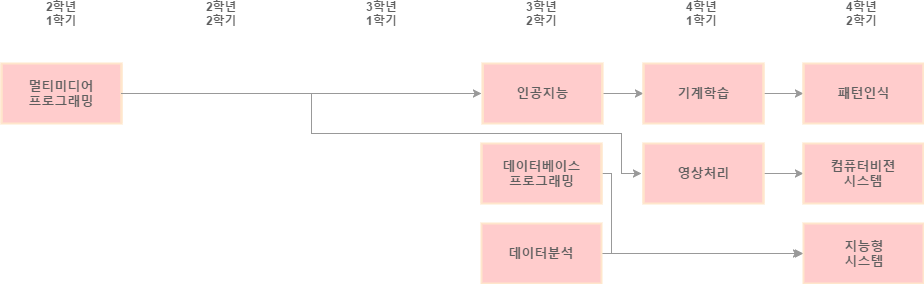 2학년
1학기
2학년
2학기
3학년
1학기
3학년
2학기
4학년
1학기
4학년
2학기
멀티미디어
프로그래밍
인공지능
기계학습
패턴인식
데이터베이스
프로그래밍
영상처리
컴퓨터비젼
시스템
데이터분석
지능형
시스템